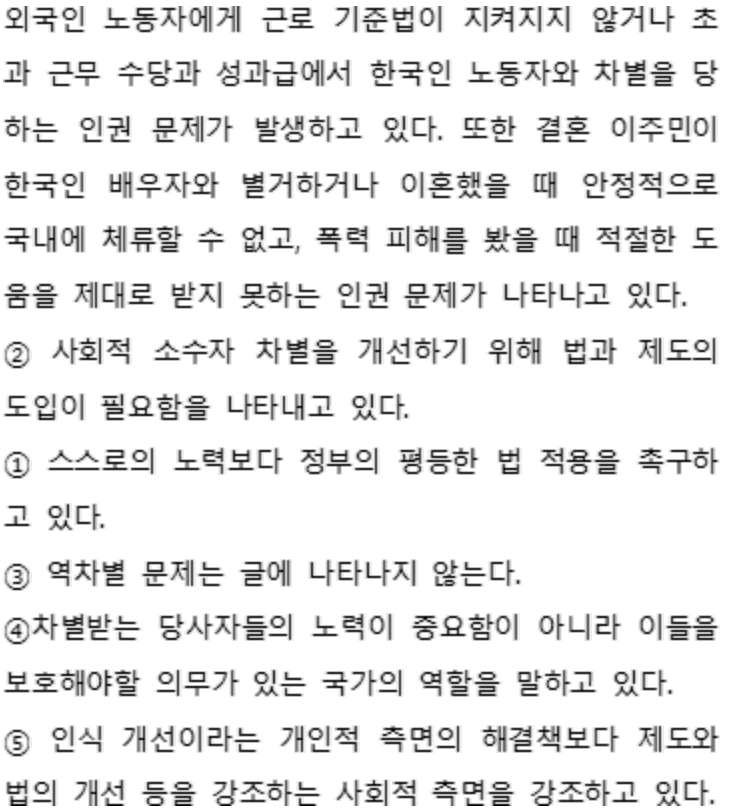 외국인 노동자에게 근로 기준법이 지켜지지 않거나 초
과 근무 수당과 성과급에서 한국인 노동자와 차별을 당
하는 인권 문제가 발생하고 있다. 또한 결혼 이주민이
한국인 배우자와 별거하거나 이혼했을 때 안정적으로
국내에 체류할 수 없고, 폭력 피해를 봤을 때 적절한 도
움을 제대로 받지 못하는 인권 문제가 나타나고 있다.
② 사회적 소수자 차별을 개선하기 위해 법과 제도의
도입이 필요함을 나타내고 있다.
① 스스로의 노력보다 정부의 평등한 법 적용을 촉구하
고 있다.
③ 역차별 문제는 글에 나타나지 않는다.
④차별받는 당사자들의 노력이 중요함이 아니라 이들을
보호해야할 의무가 있는 국가의 역할을 말하고 있다.
⑤ 인식 개선이라는 개인적 측면의 해결책보다 제도와
법의 개선 등을 강조하는 사회적 측면을 강조하고 있다.